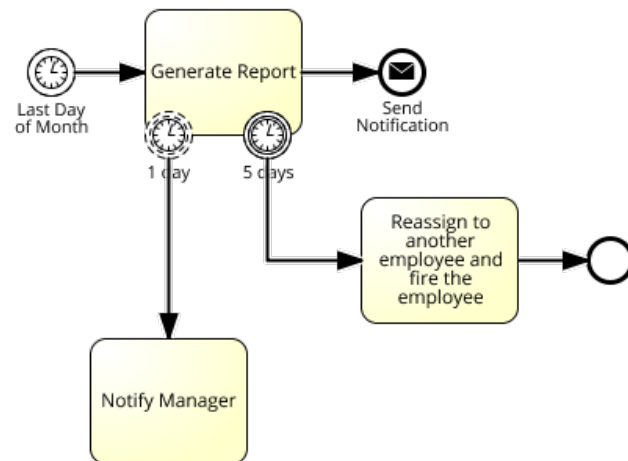 Generate Report
Last Day
of Month
Send
Notification
1 day
5 days
Reassign to
another
employee and
fire the
employee
Notify Manager